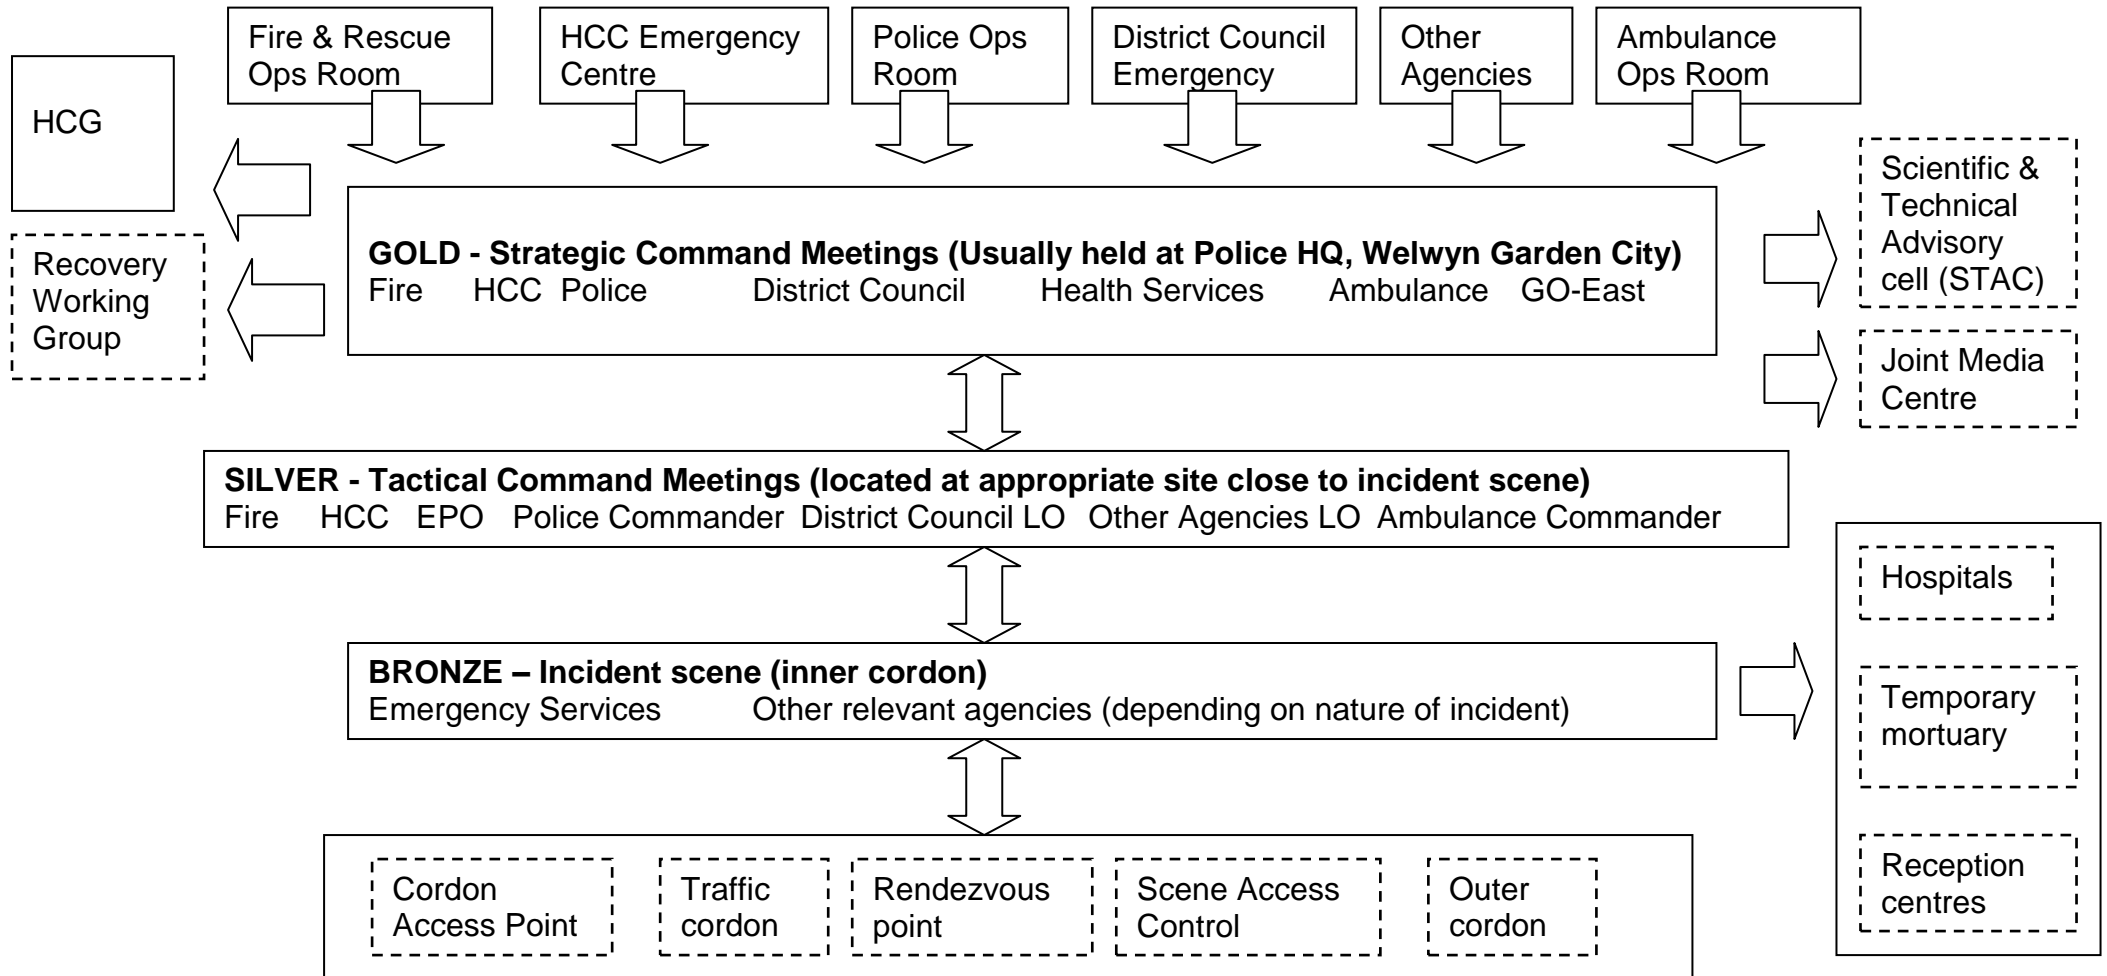 Fire & Rescue
Ops Room
HCC Emergency
Centre
Police Ops
Room
District Council
Emergency
Other
Agencies
Ambulance
Ops Room
HCG
Recovery
Working
Group
GOLD - Strategic Command Meetings (Usually held at Police HQ, Welwyn Garden City)
Fire HCC Police District Council Health Services Ambulance GO-East
Scientific &
Technical
Advisory
cell (STAC)
Joint Media
Centre
SILVER - Tactical Command Meetings (located at appropriate site close to incident scene)
Fire HCC EPO Police Commander District Council LO Other Agencies LO Ambulance Commander
BRONZE – Incident scene (inner cordon)
Emergency Services Other relevant agencies (depending on nature of incident)
Hospitals
Temporary
mortuary
Reception
centres
Cordon
Access Point
Traffic
cordon
Rendezvous
point
Scene Access
Control
Outer
cordon